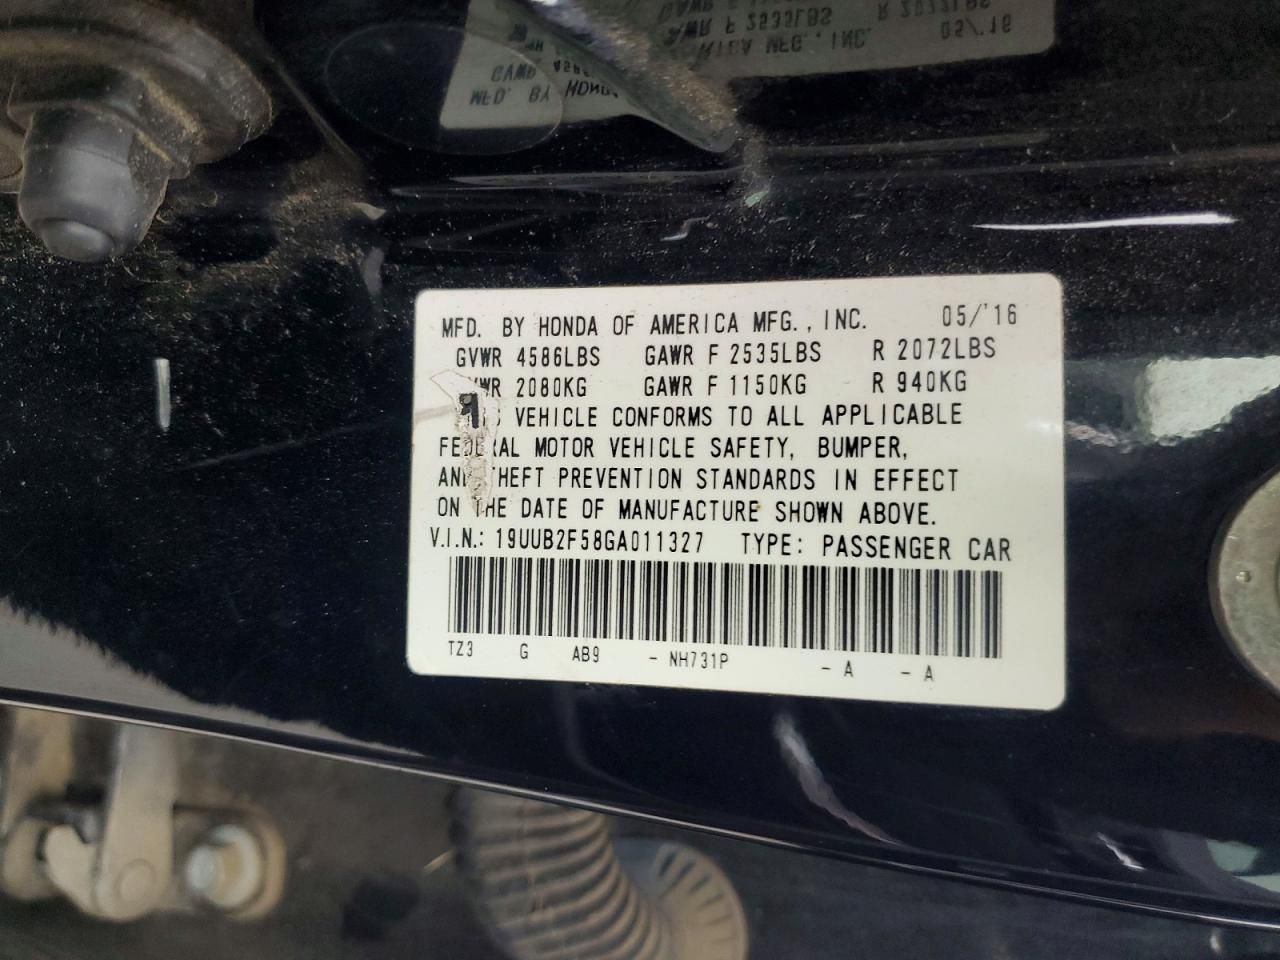 MFD. BY HONDA OF AMERICA MFG., INC. 05/'16
GVWR 4586LBS GAWR F 2535LBS R 2072LBS
WR 2080KG GAWR F 1150KG R 940KG
S VEHICLE CONFORMS TO ALL APPLICABLE
FEDERAL MOTOR VEHICLE SAFETY, BUMPER,
AND THEFT PREVENTION STANDARDS IN EFFECT
ON THE DATE OF MANUFACTURE SHOWN ABOVE.
V.I.N.: 19UUB2F58GA011327 TYPE: PASSENGER CAR
TZ3 G AB9 - NH731P - A - A